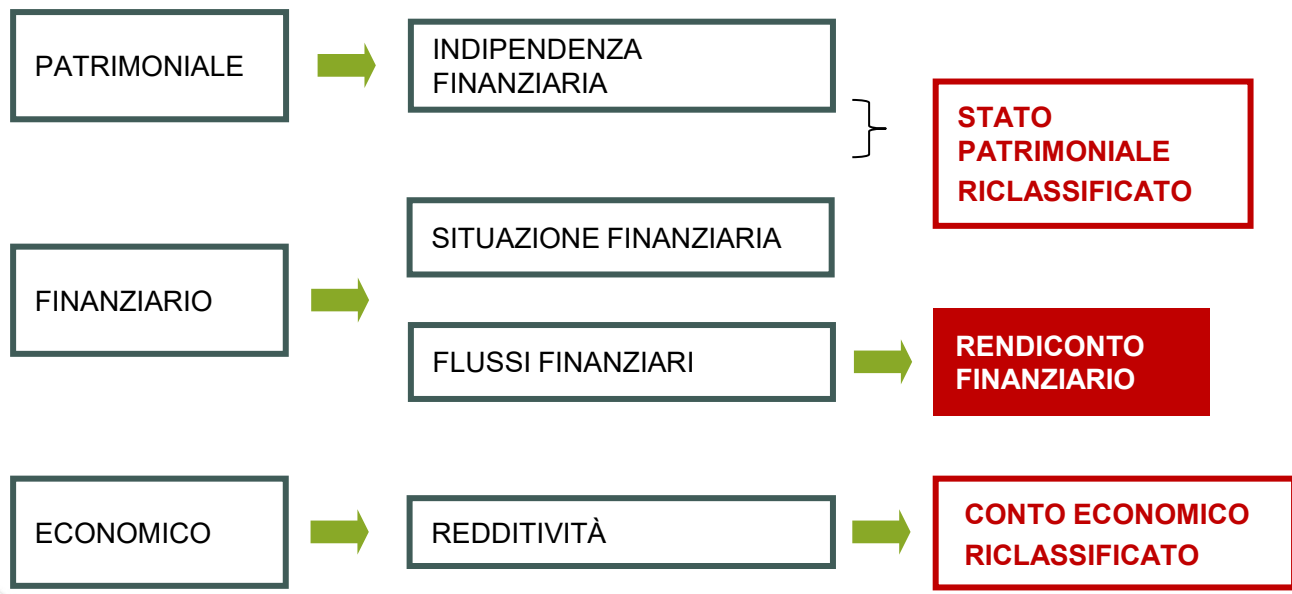 PATRIMONIALE
INDIPENDENZA
FINANZIARIA
STATO
PATRIMONIALE
RICLASSIFICATO
SITUAZIONE FINANZIARIA
FINANZIARIO
FLUSSI FINANZIARI
RENDICONTO
FINANZIARIO
ECONOMICO
REDDITIVITÀ
CONTO ECONOMICO
RICLASSIFICATO